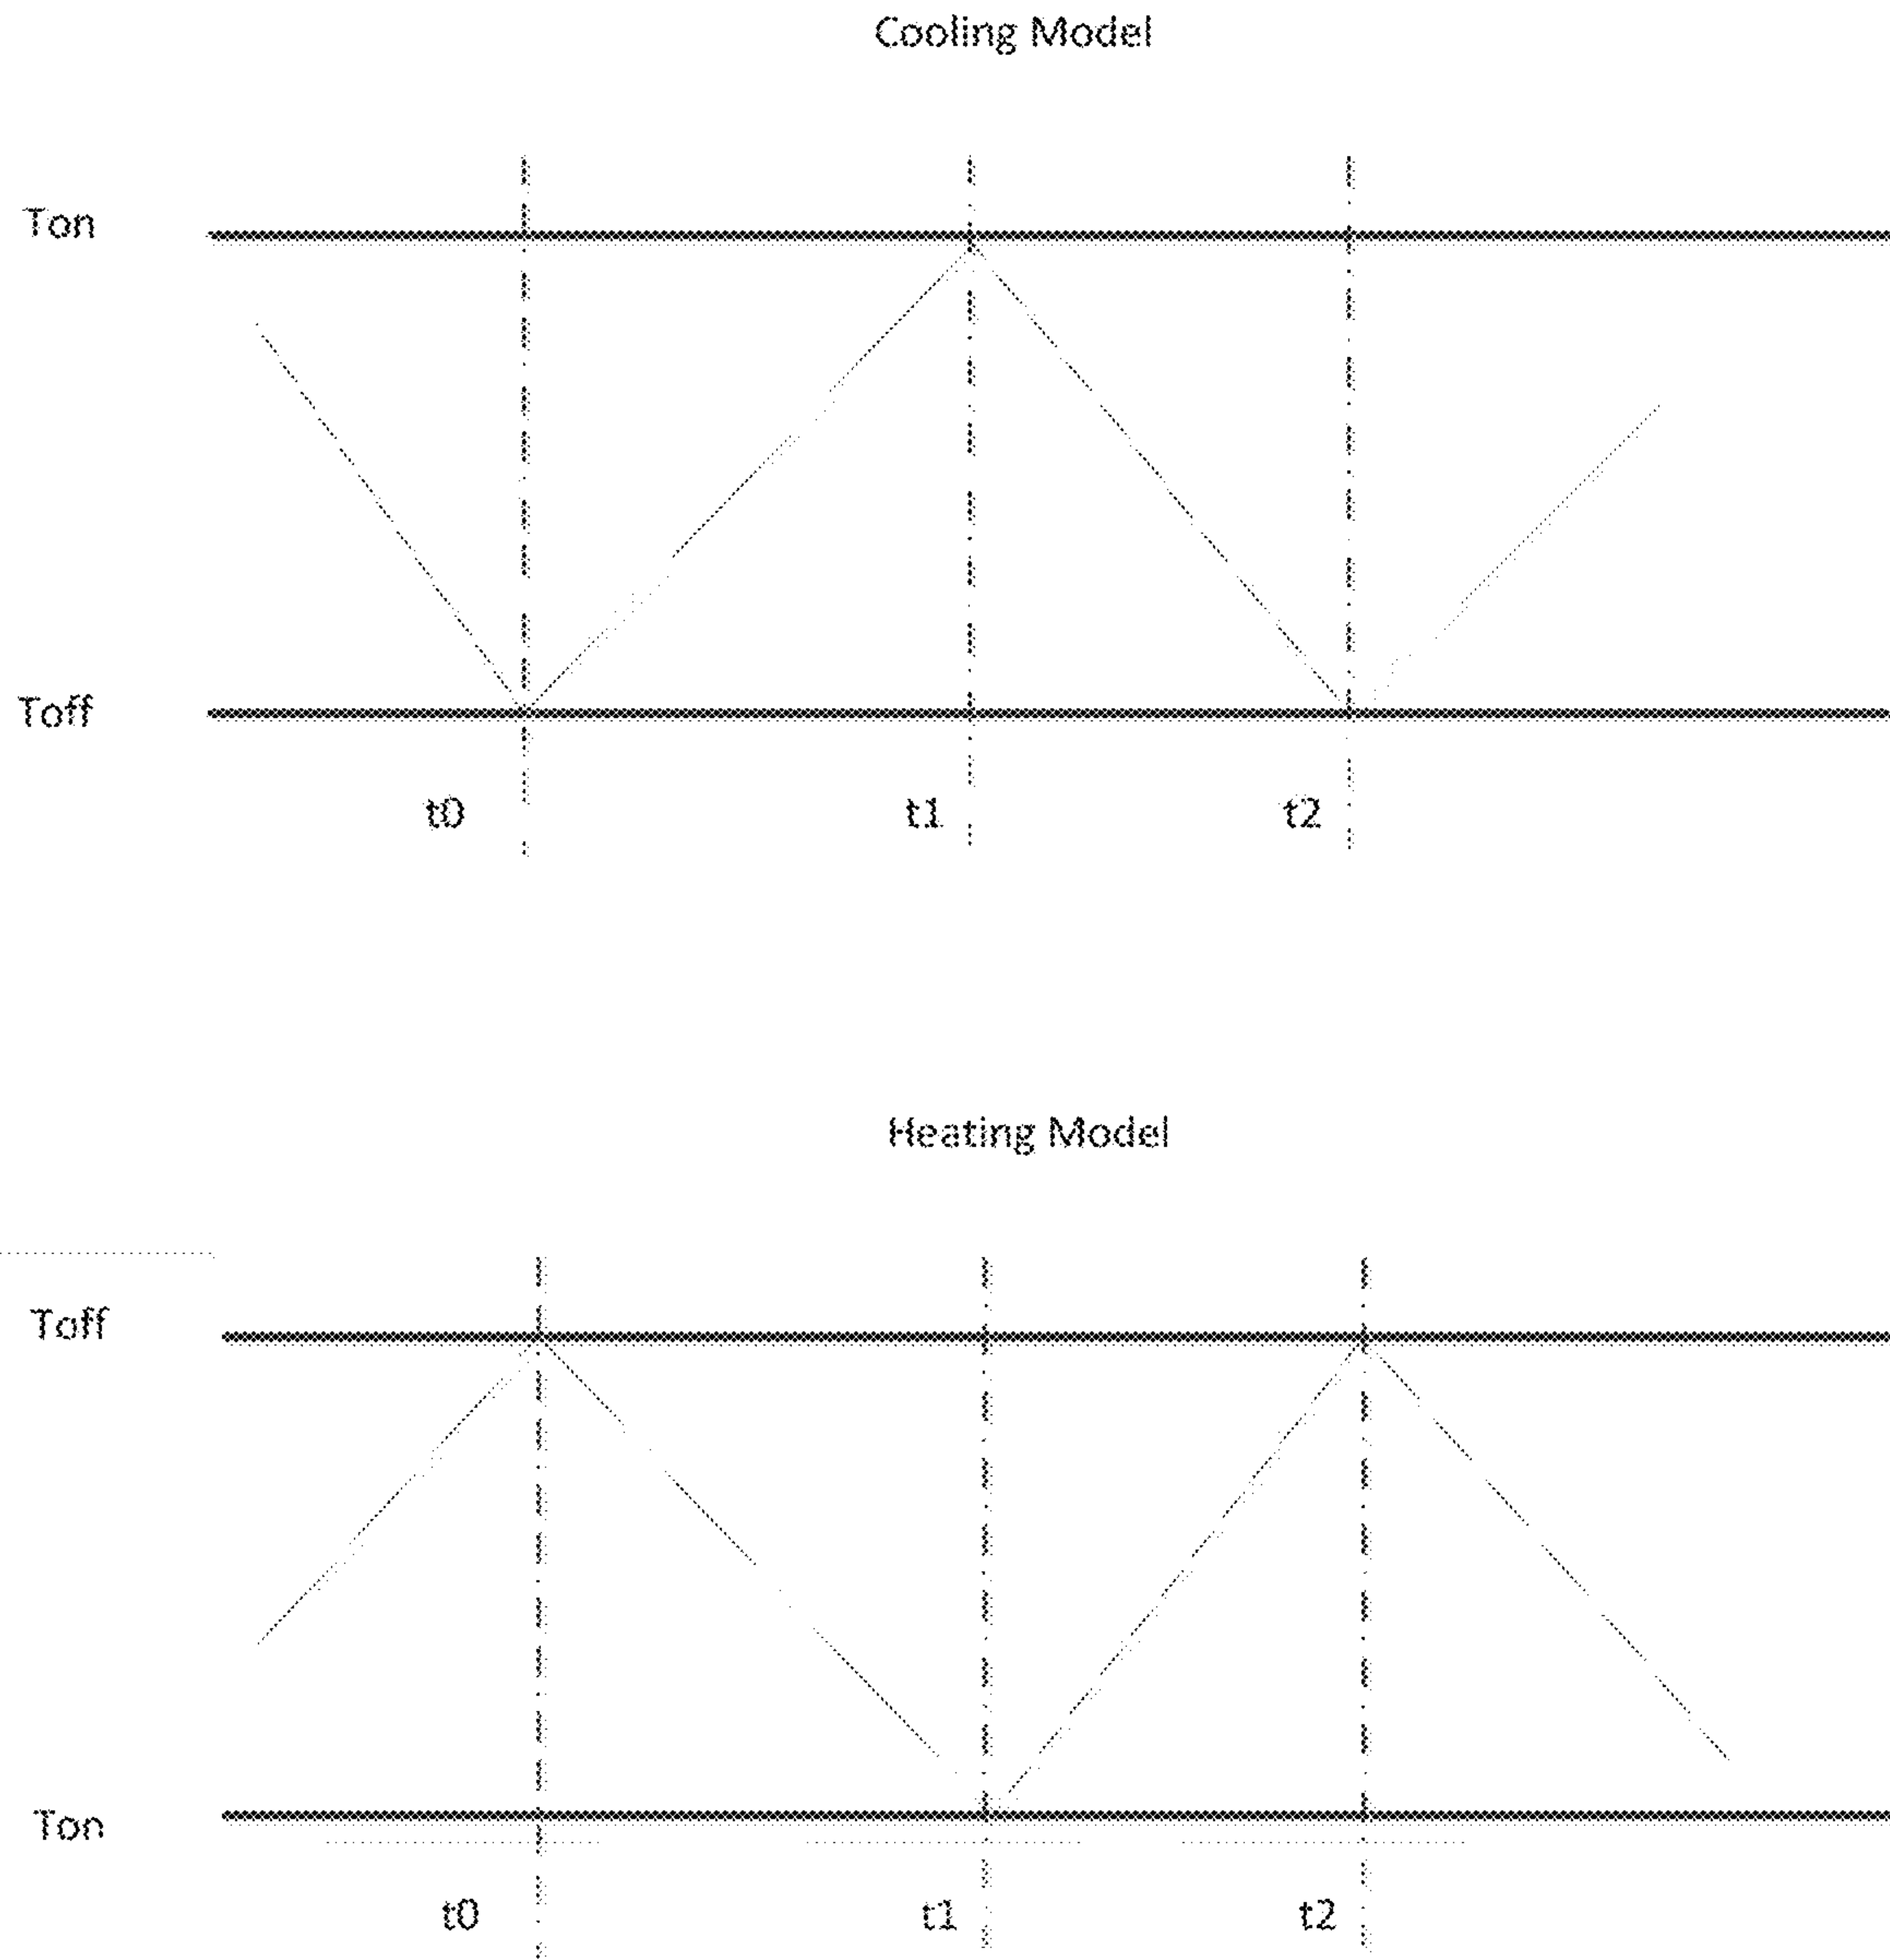 Cooling Model
Ton
Toff
t0 t1 t2
Heating Model
Toff
Ton
t0 t1 t2